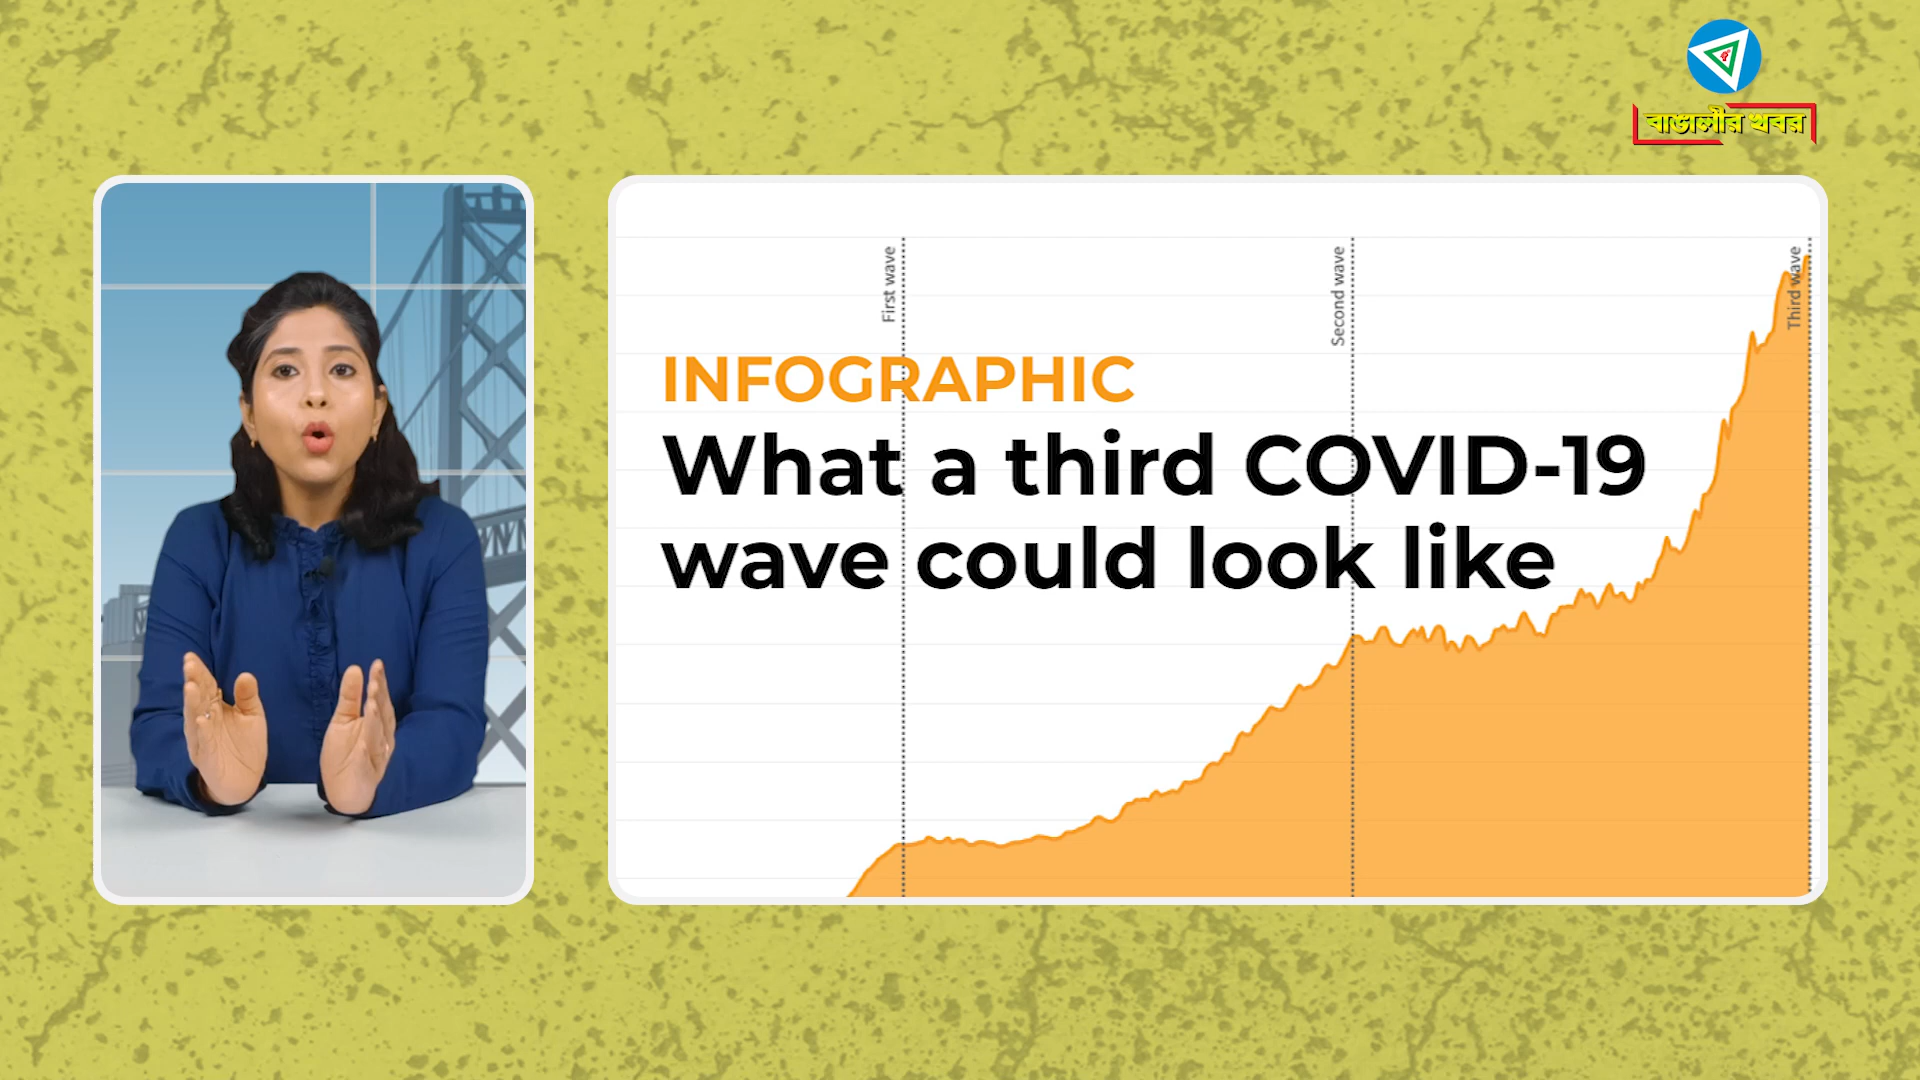 বাঙালীর খবর
First wave
Second wave
Third wave
INFOGRAPHIC
What a third COVID-19
wave could look like